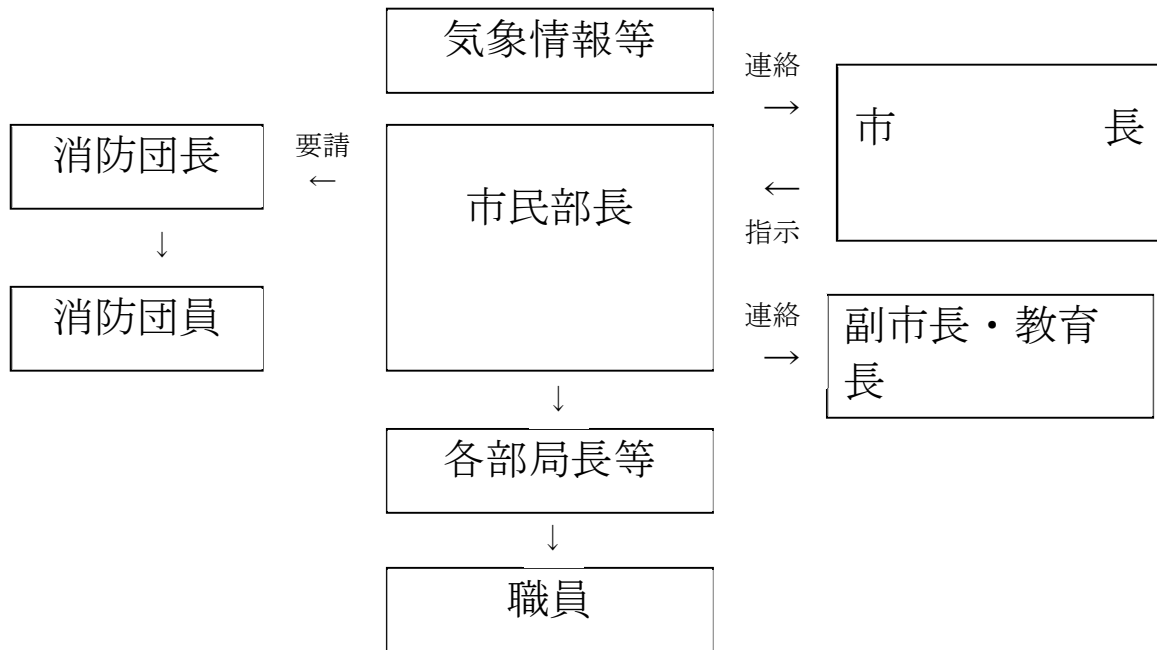 気象情報等
連絡
→
市　長
消防団長
要請
←
市民部長
←
指示
↓
消防団員
連絡
→
副市長・教育
長
↓
各部局長等
↓
職員